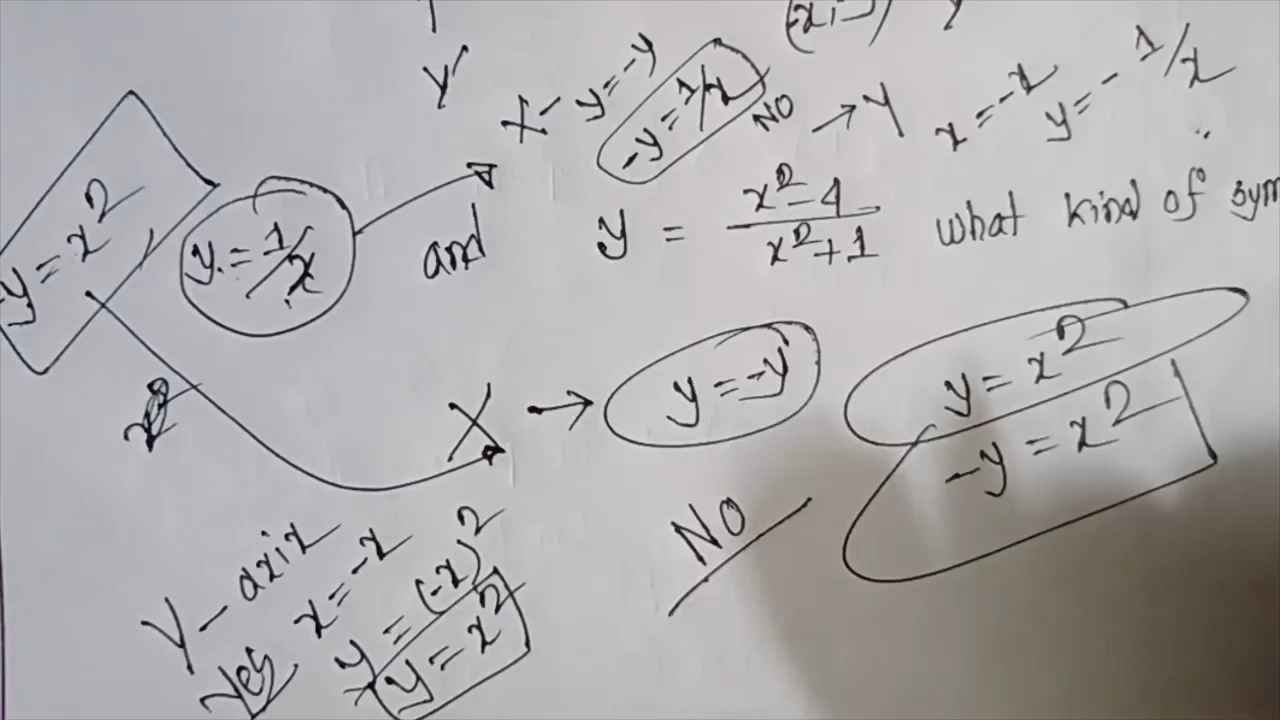 Y'
X - y = -y
-y = 1/x
NO
→ Y x = -x
y = - 1/x
y = x²
y = 1/x
and y = x²-4 / x²+1 what kind of sym
X → y = -y
y = x²
-y = x²
NO
Y - axix
Yes x = -x
y = (-x)²
y = x²